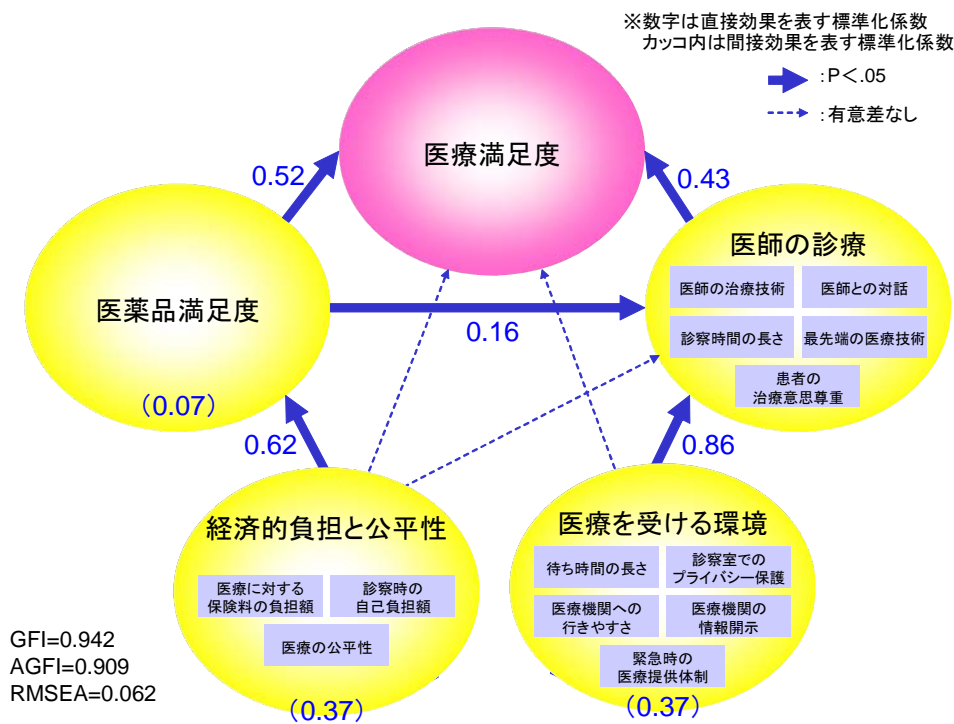 ※数字は直接効果を表す標準化係数
カッコ内は間接効果を表す標準化係数
：P＜.05
：有意差なし
医療満足度
0.52
0.43
医師の診療
医師の治療技術
医師との対話
診察時間の長さ
最先端の医療技術
患者の
治療意思尊重
医薬品満足度
0.16
（0.07）
0.62
0.86
経済的負担と公平性
医療に対する
保険料の負担額
診察時の
自己負担額
医療の公平性
（0.37）
医療を受ける環境
待ち時間の長さ
診察室での
プライバシー保護
医療機関への
行きやすさ
医療機関の
情報開示
緊急時の
医療提供体制
（0.37）
GFI=0.942
AGFI=0.909
RMSEA=0.062